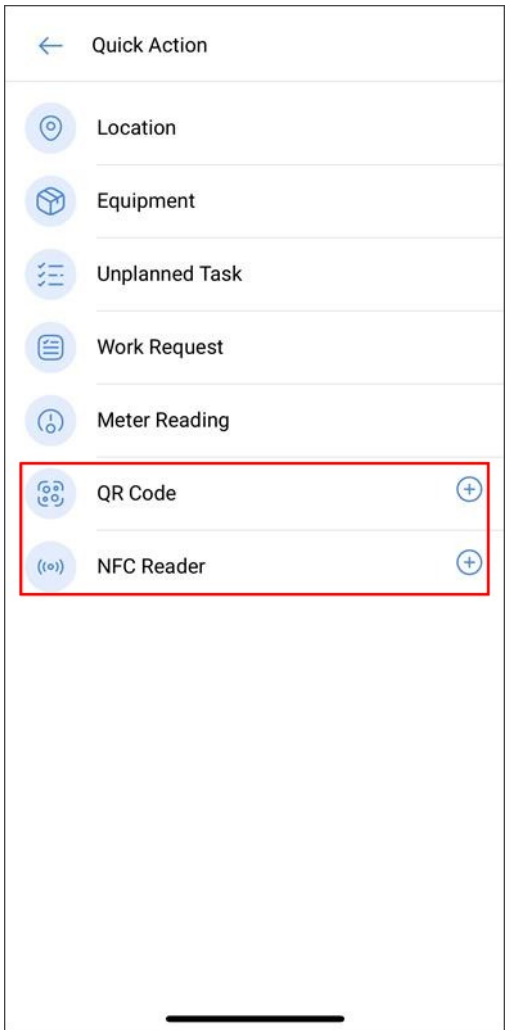 Quick Action
Location
Equipment
Unplanned Task
Work Request
Meter Reading
QR Code
NFC Reader